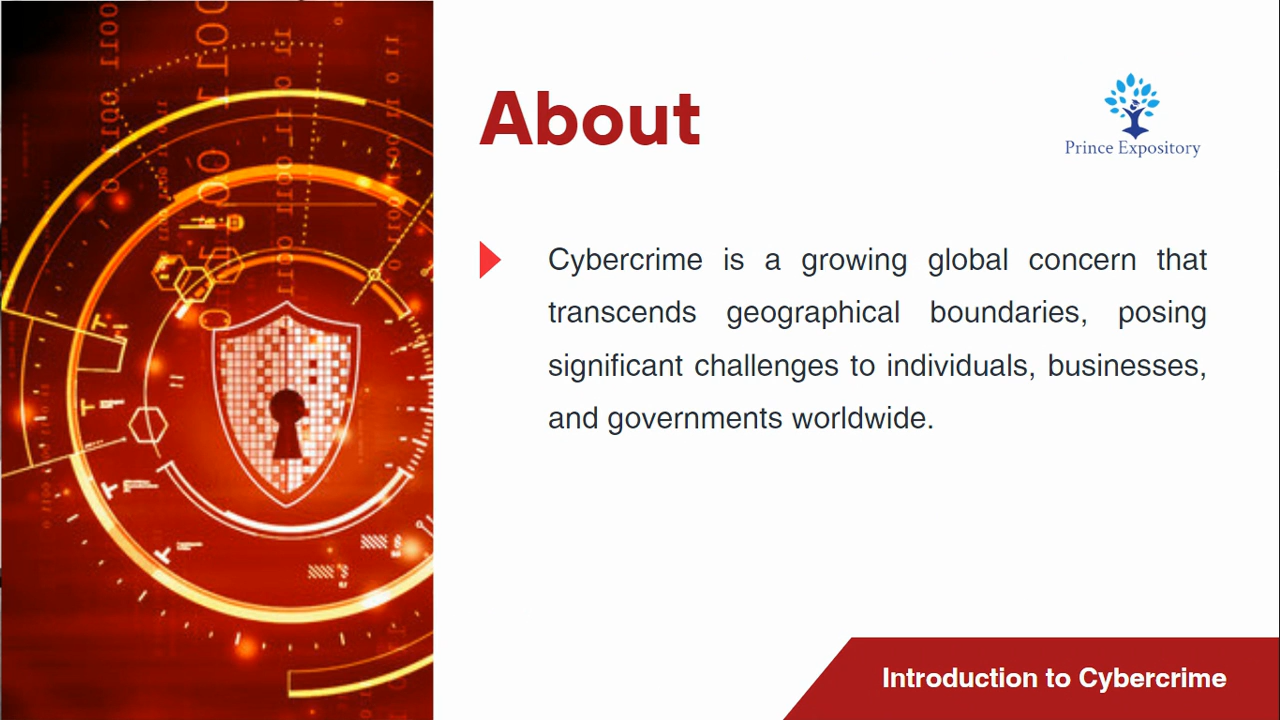 About
Prince Expository
Cybercrime is a growing global concern that
transcends geographical boundaries, posing
significant challenges to individuals, businesses,
and governments worldwide.
Introduction to Cybercrime